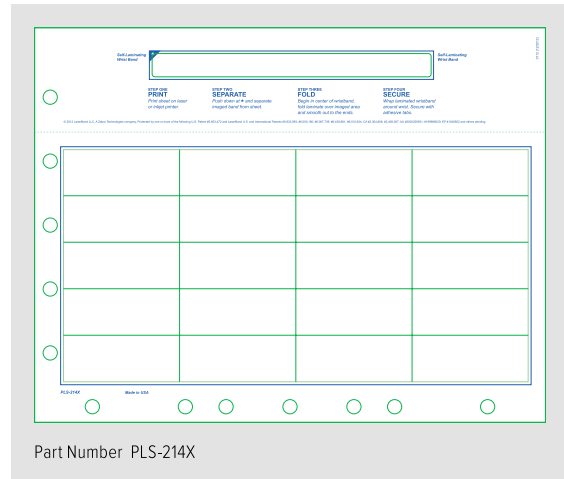 Self-Laminating
Wrist Band
Self-Laminating
Wrist Band
STEP ONE
PRINT
Print sheet on laser
or inkjet printer.
STEP TWO
SEPARATE
Push down at and separate
imaged band from sheet.
STEP THREE
FOLD
Begin in center of wristband,
fold laminate over imaged area
and smooth out to the ends.
STEP FOUR
SECURE
Wrap laminated wristband
around wrist. Secure with
adhesive tabs.
PLS-214X
Made in USA
Part Number PLS-214X